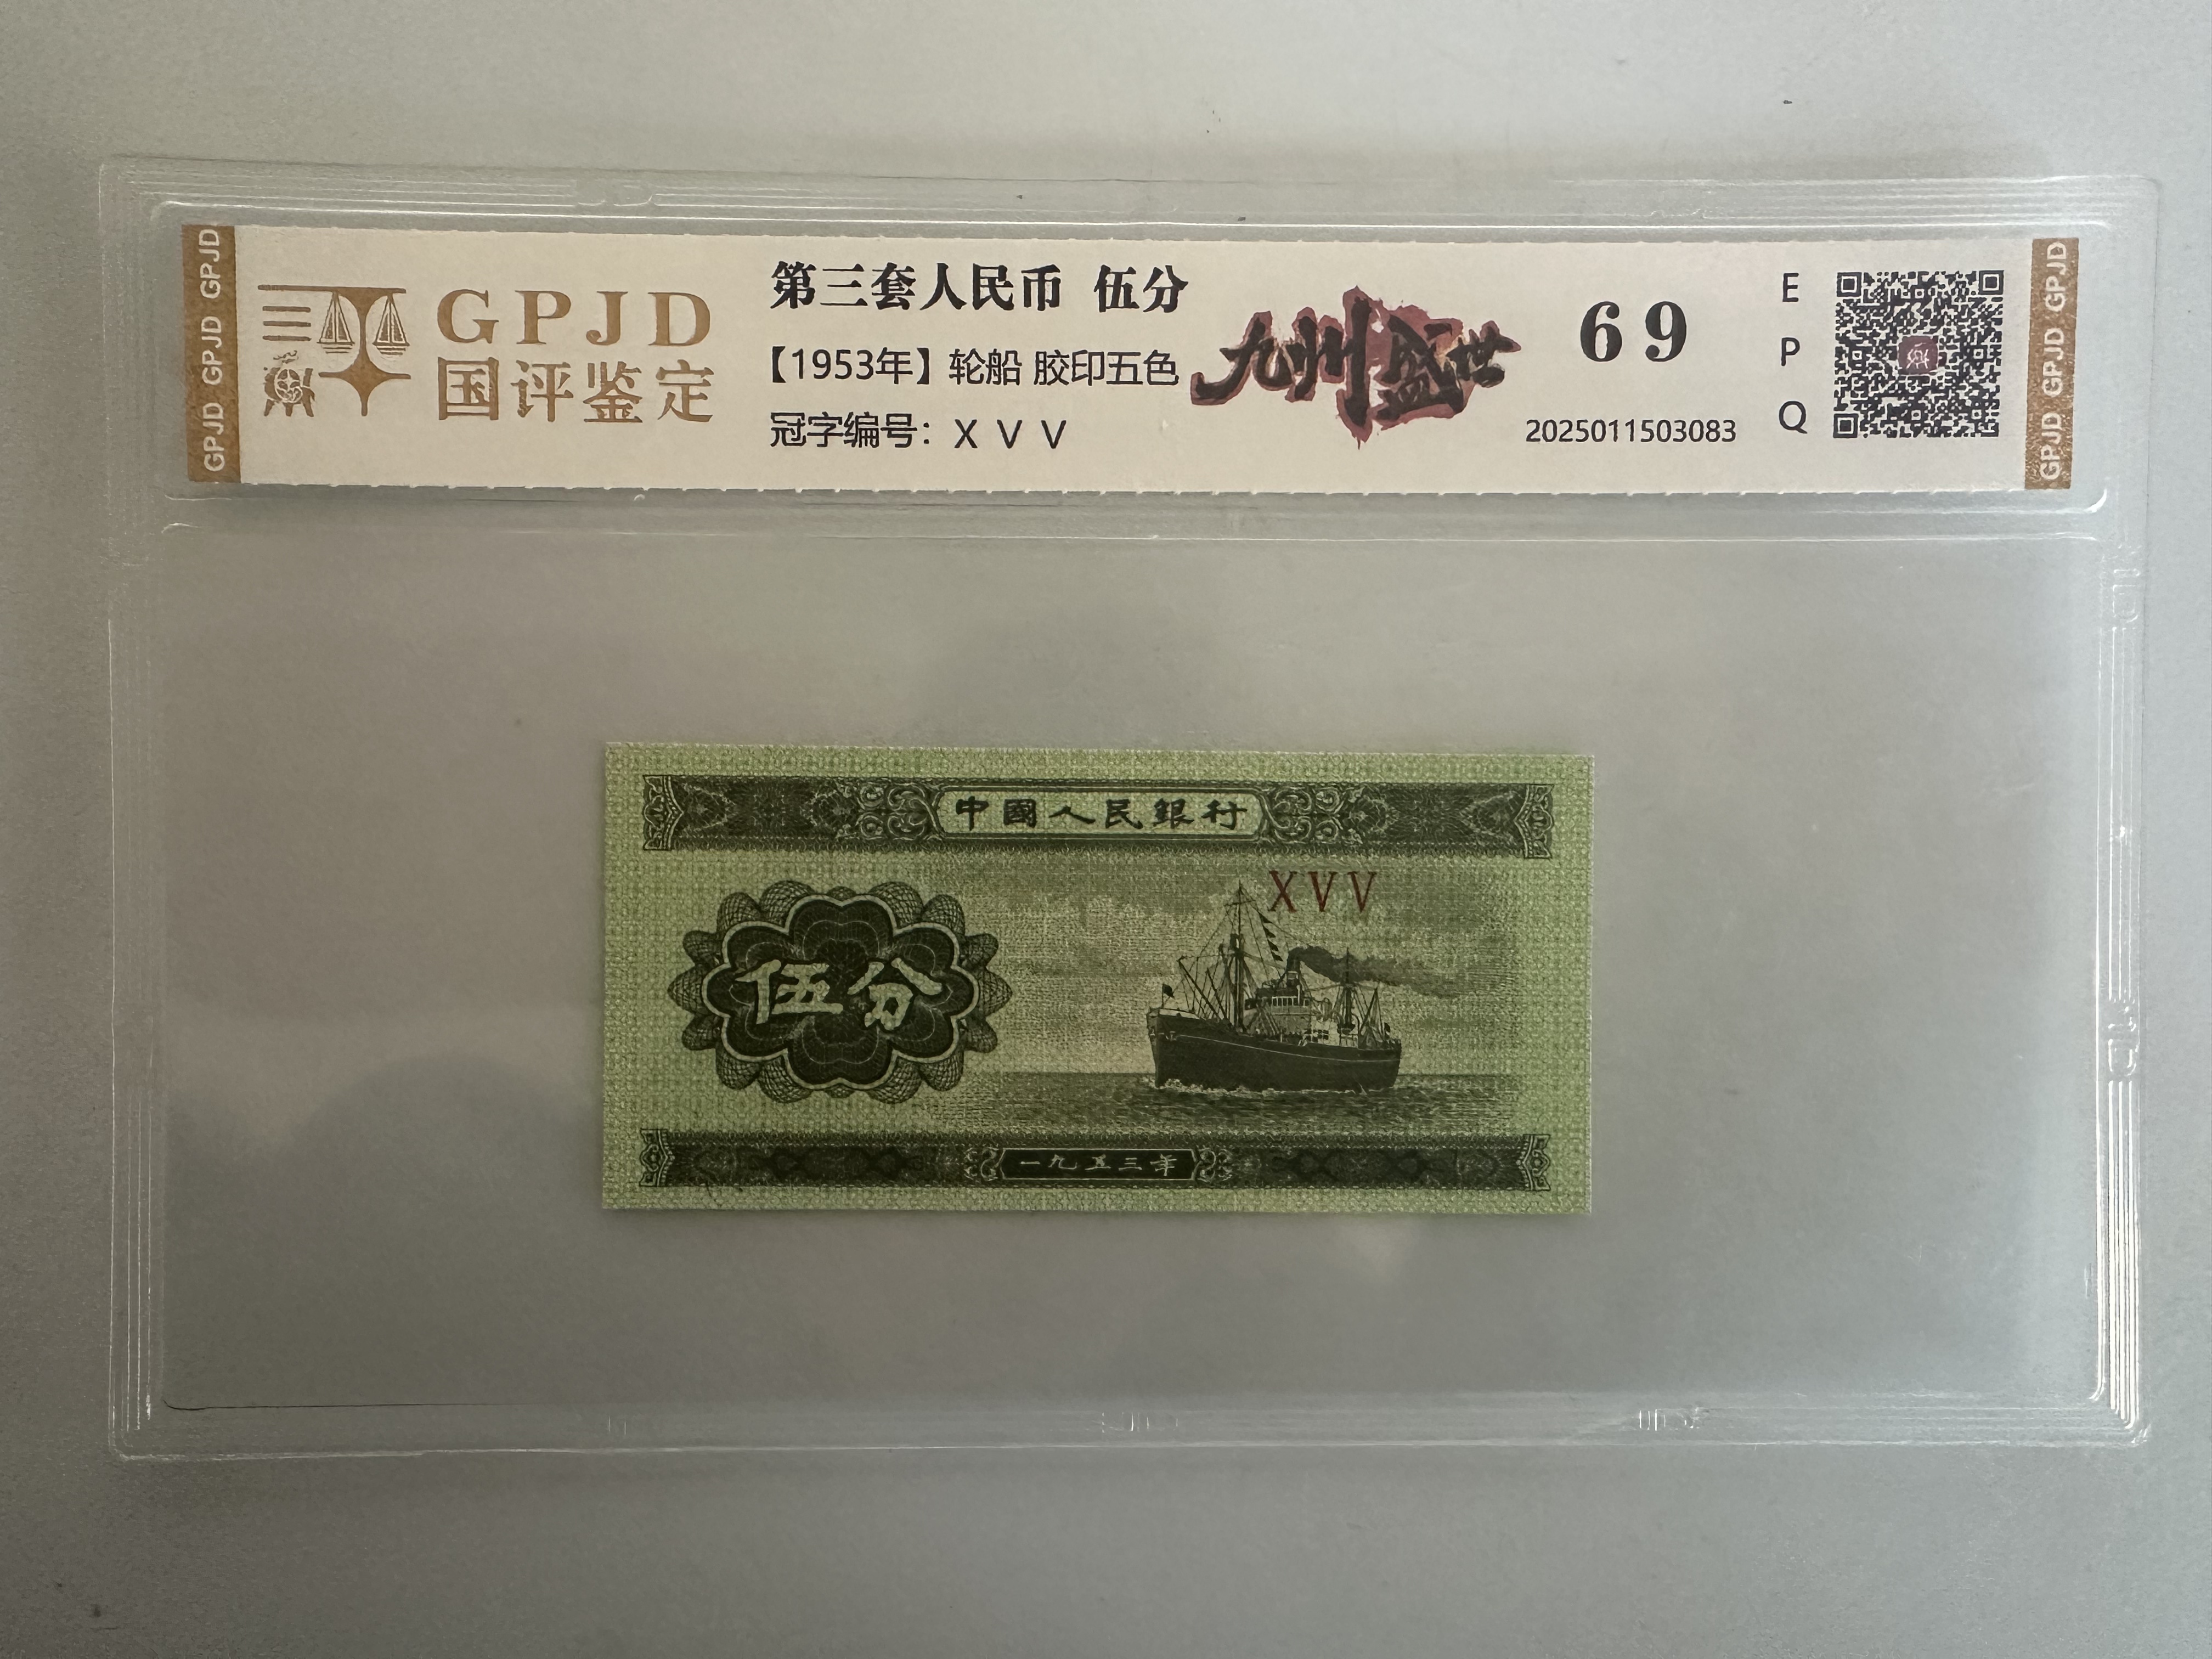 GPJD GPJD GPJD
GPJD
国评鉴定
第三套人民币 伍分
【1953年】轮船 胶印五色
冠字编号：X V V
九州盛世
69
2025011503083
E
P
Q
GPJD GPJD GPJD
中國人民銀行
X V V
伍分
一九五三年